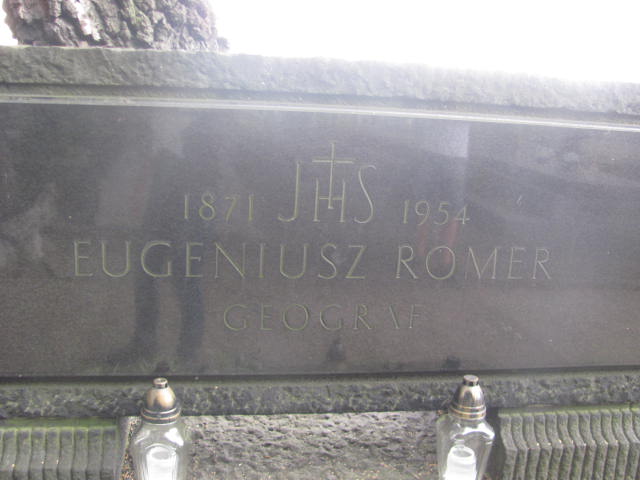 1871 JHS 1954
EUGENIUSZ ROMER
GEOGRAF